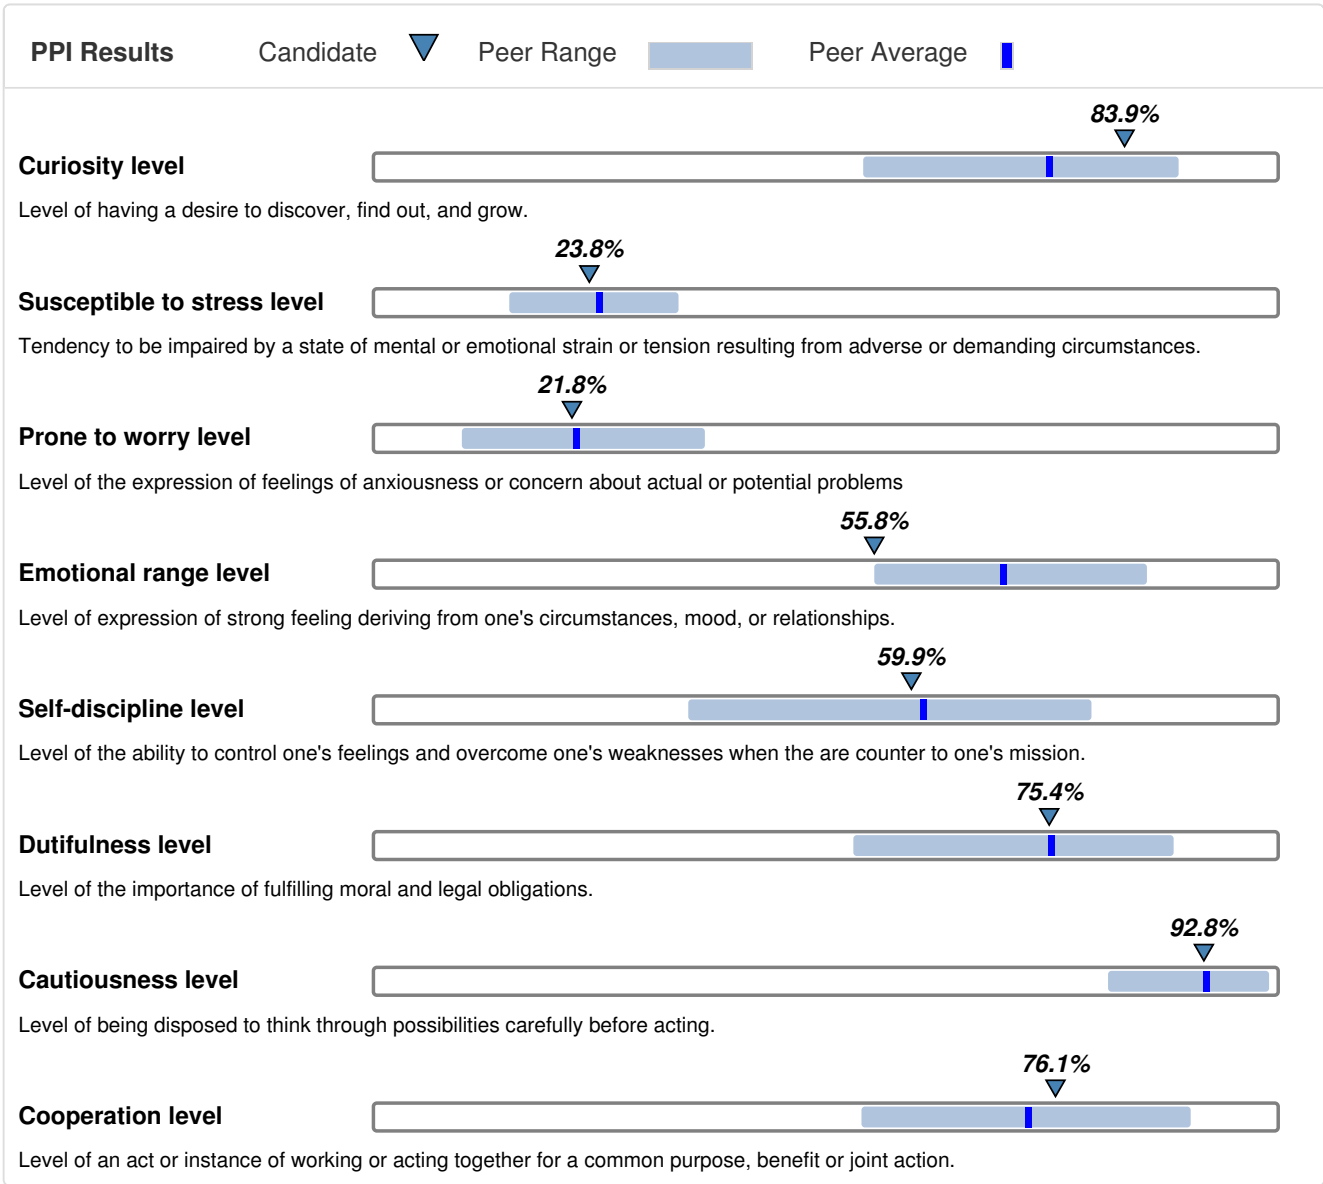 PPI Results Candidate Peer Range Peer Average
83.9%
Curiosity level
Level of having a desire to discover, find out, and grow.
23.8%
Susceptible to stress level
Tendency to be impaired by a state of mental or emotional strain or tension resulting from adverse or demanding circumstances.
21.8%
Prone to worry level
Level of the expression of feelings of anxiousness or concern about actual or potential problems
55.8%
Emotional range level
Level of expression of strong feeling deriving from one's circumstances, mood, or relationships.
59.9%
Self-discipline level
Level of the ability to control one's feelings and overcome one's weaknesses when the are counter to one's mission.
75.4%
Dutifulness level
Level of the importance of fulfilling moral and legal obligations.
92.8%
Cautiousness level
Level of being disposed to think through possibilities carefully before acting.
76.1%
Cooperation level
Level of an act or instance of working or acting together for a common purpose, benefit or joint action.